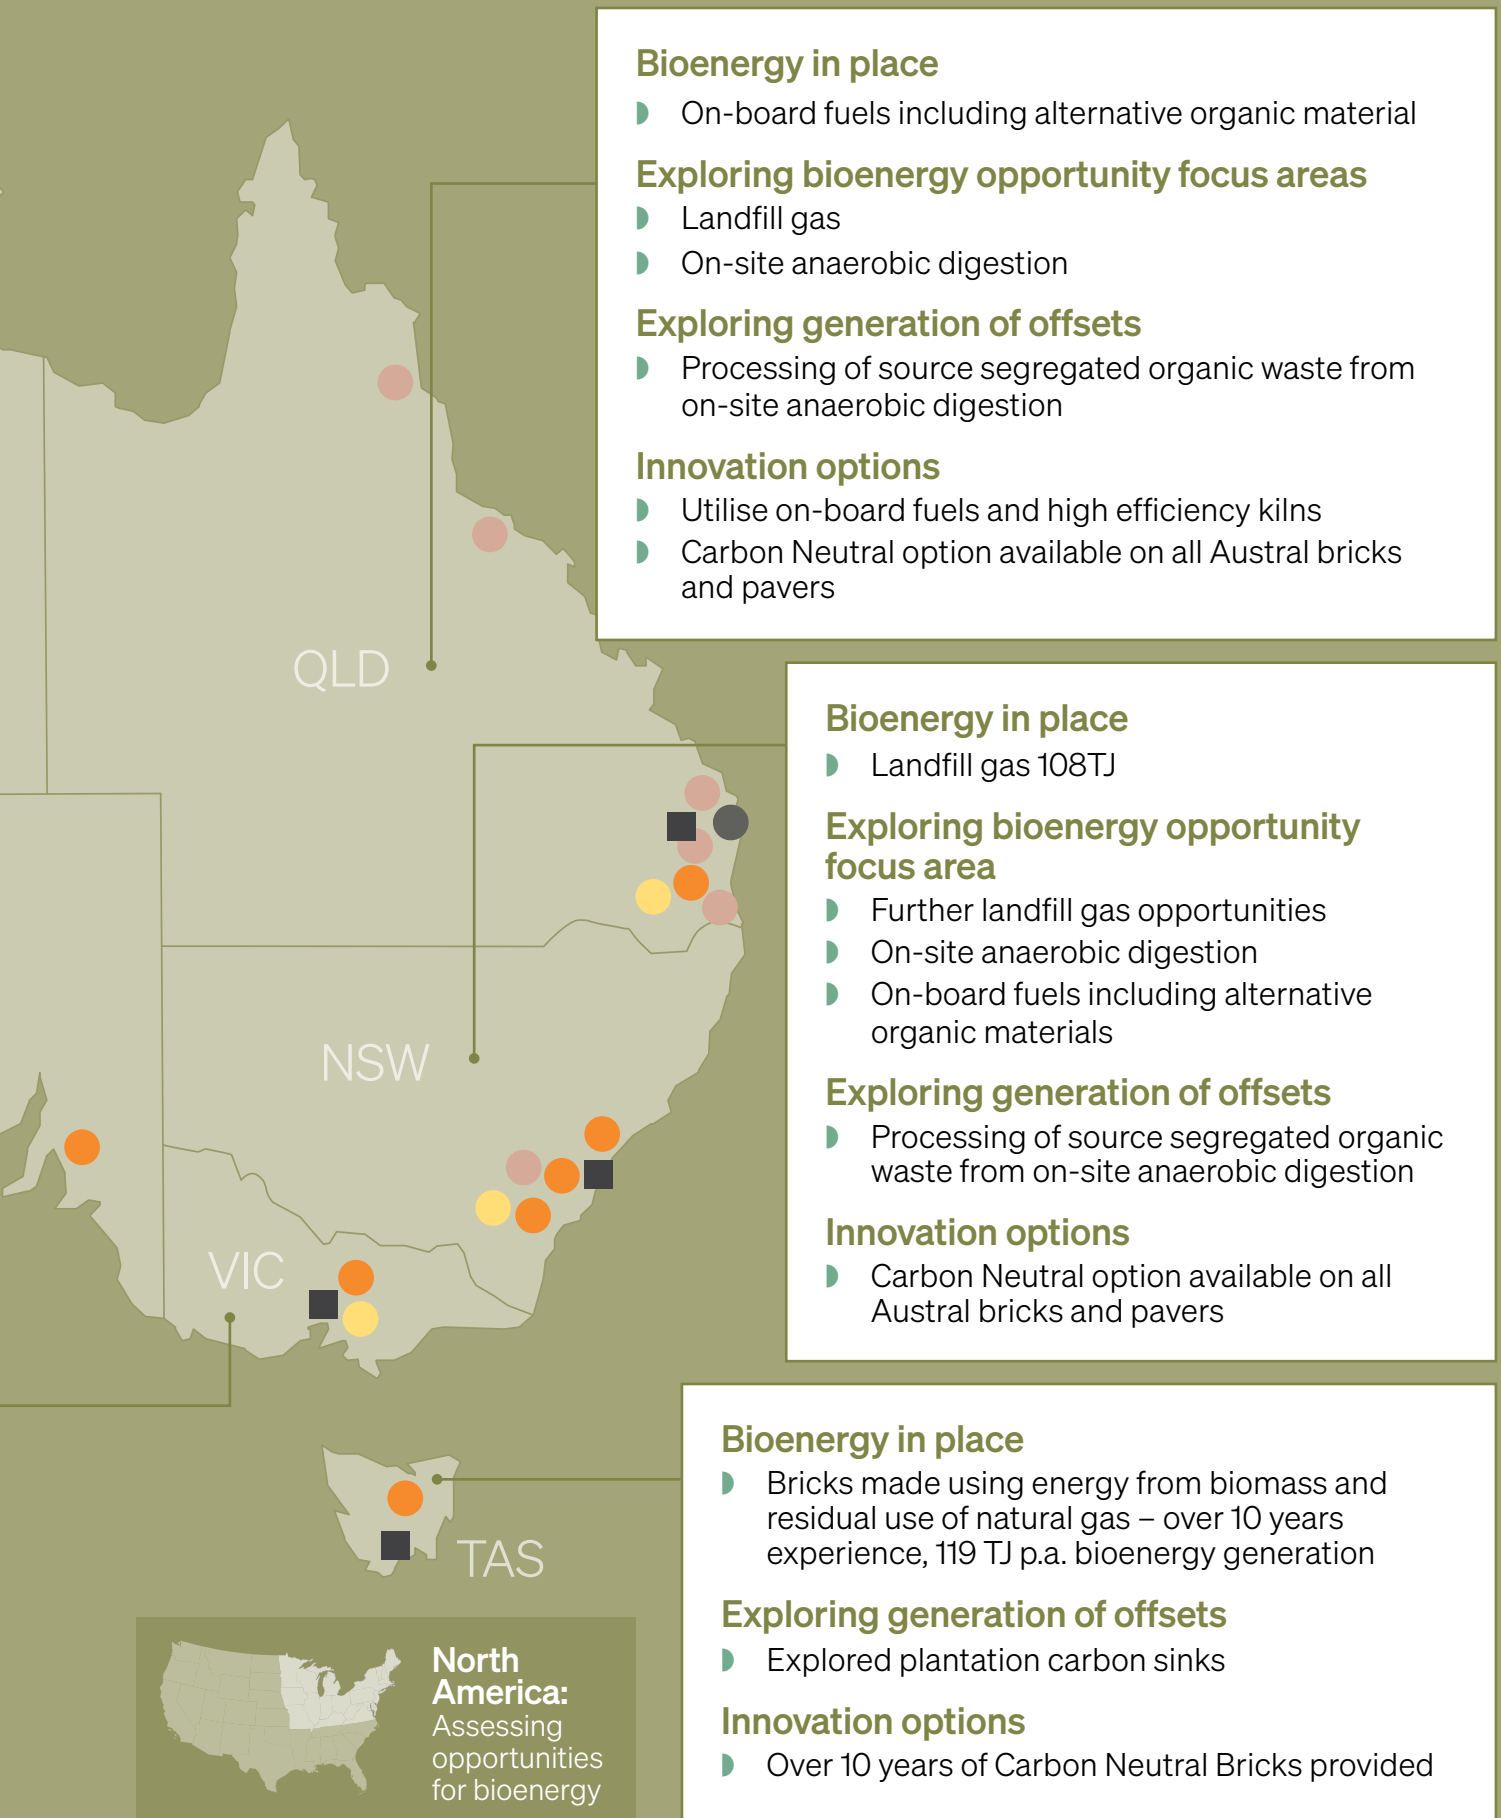 Bioenergy in place
On-board fuels including alternative organic material
Exploring bioenergy opportunity focus areas
Landfill gas
On-site anaerobic digestion
Exploring generation of offsets
Processing of source segregated organic waste from
on-site anaerobic digestion
Innovation options
Utilise on-board fuels and high efficiency kilns
Carbon Neutral option available on all Austral bricks
and pavers
QLD
Bioenergy in place
Landfill gas 108TJ
Exploring bioenergy opportunity
focus area
Further landfill gas opportunities
On-site anaerobic digestion
On-board fuels including alternative
organic materials
Exploring generation of offsets
Processing of source segregated organic
waste from on-site anaerobic digestion
Innovation options
Carbon Neutral option available on all
Austral bricks and pavers
NSW
VIC
Bioenergy in place
Bricks made using energy from biomass and
residual use of natural gas – over 10 years
experience, 119 TJ p.a. bioenergy generation
Exploring generation of offsets
Explored plantation carbon sinks
Innovation options
Over 10 years of Carbon Neutral Bricks provided
TAS
North
America:
Assessing
opportunities
for bioenergy